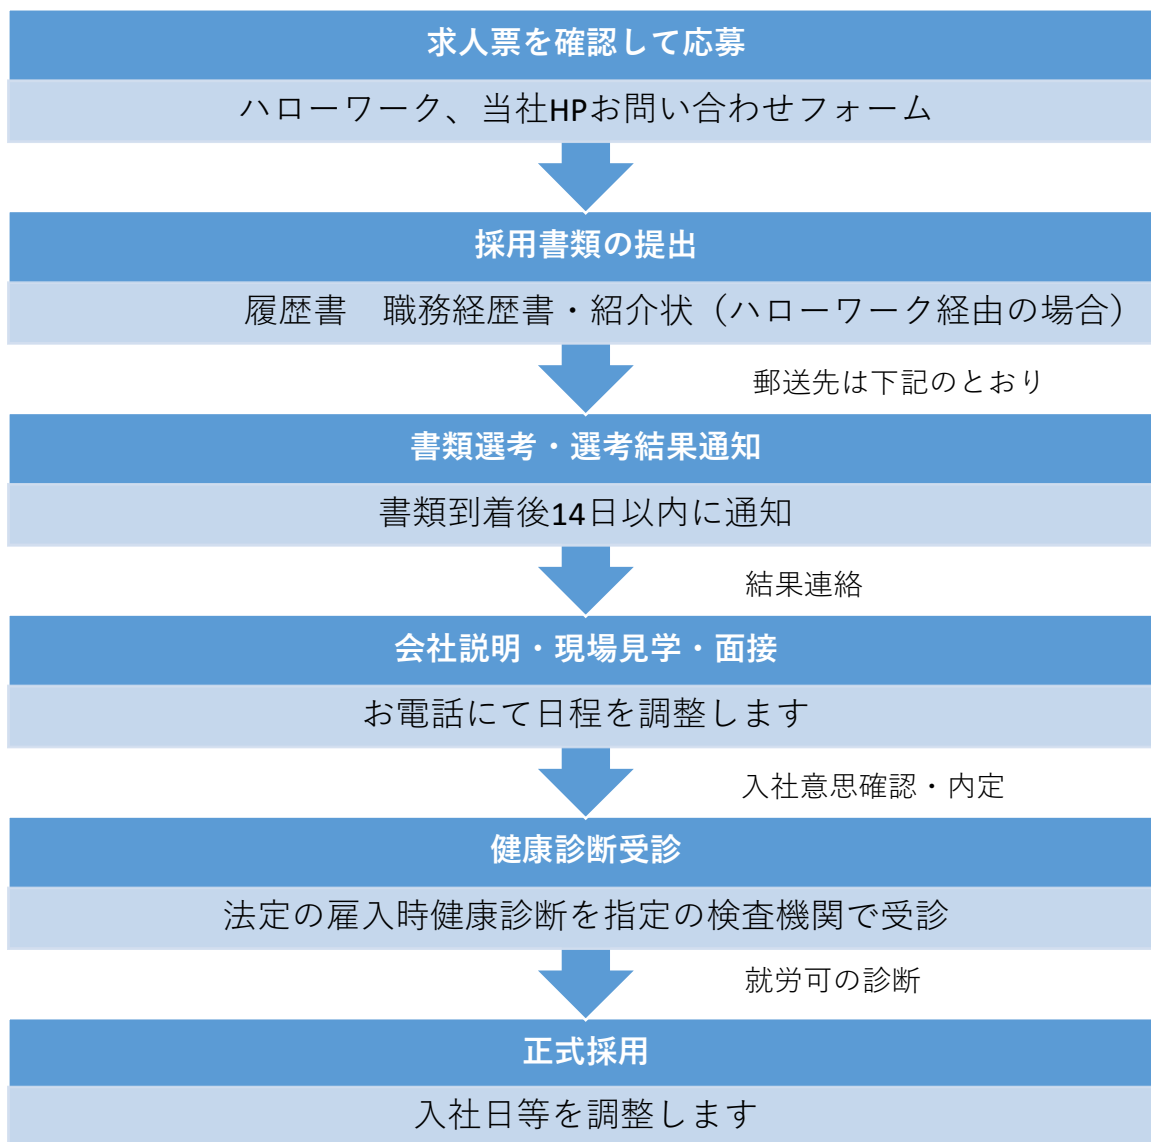 求人票を確認して応募
ハローワーク、当社HPお問い合わせフォーム
採用書類の提出
履歴書　職務経歴書・紹介状（ハローワーク経由の場合）
郵送先は下記のとおり
書類選考・選考結果通知
書類到着後14日以内に通知
結果連絡
会社説明・現場見学・面接
お電話にて日程を調整します
入社意思確認・内定
健康診断受診
法定の雇入時健康診断を指定の検査機関で受診
就労可の診断
正式採用
入社日等を調整します